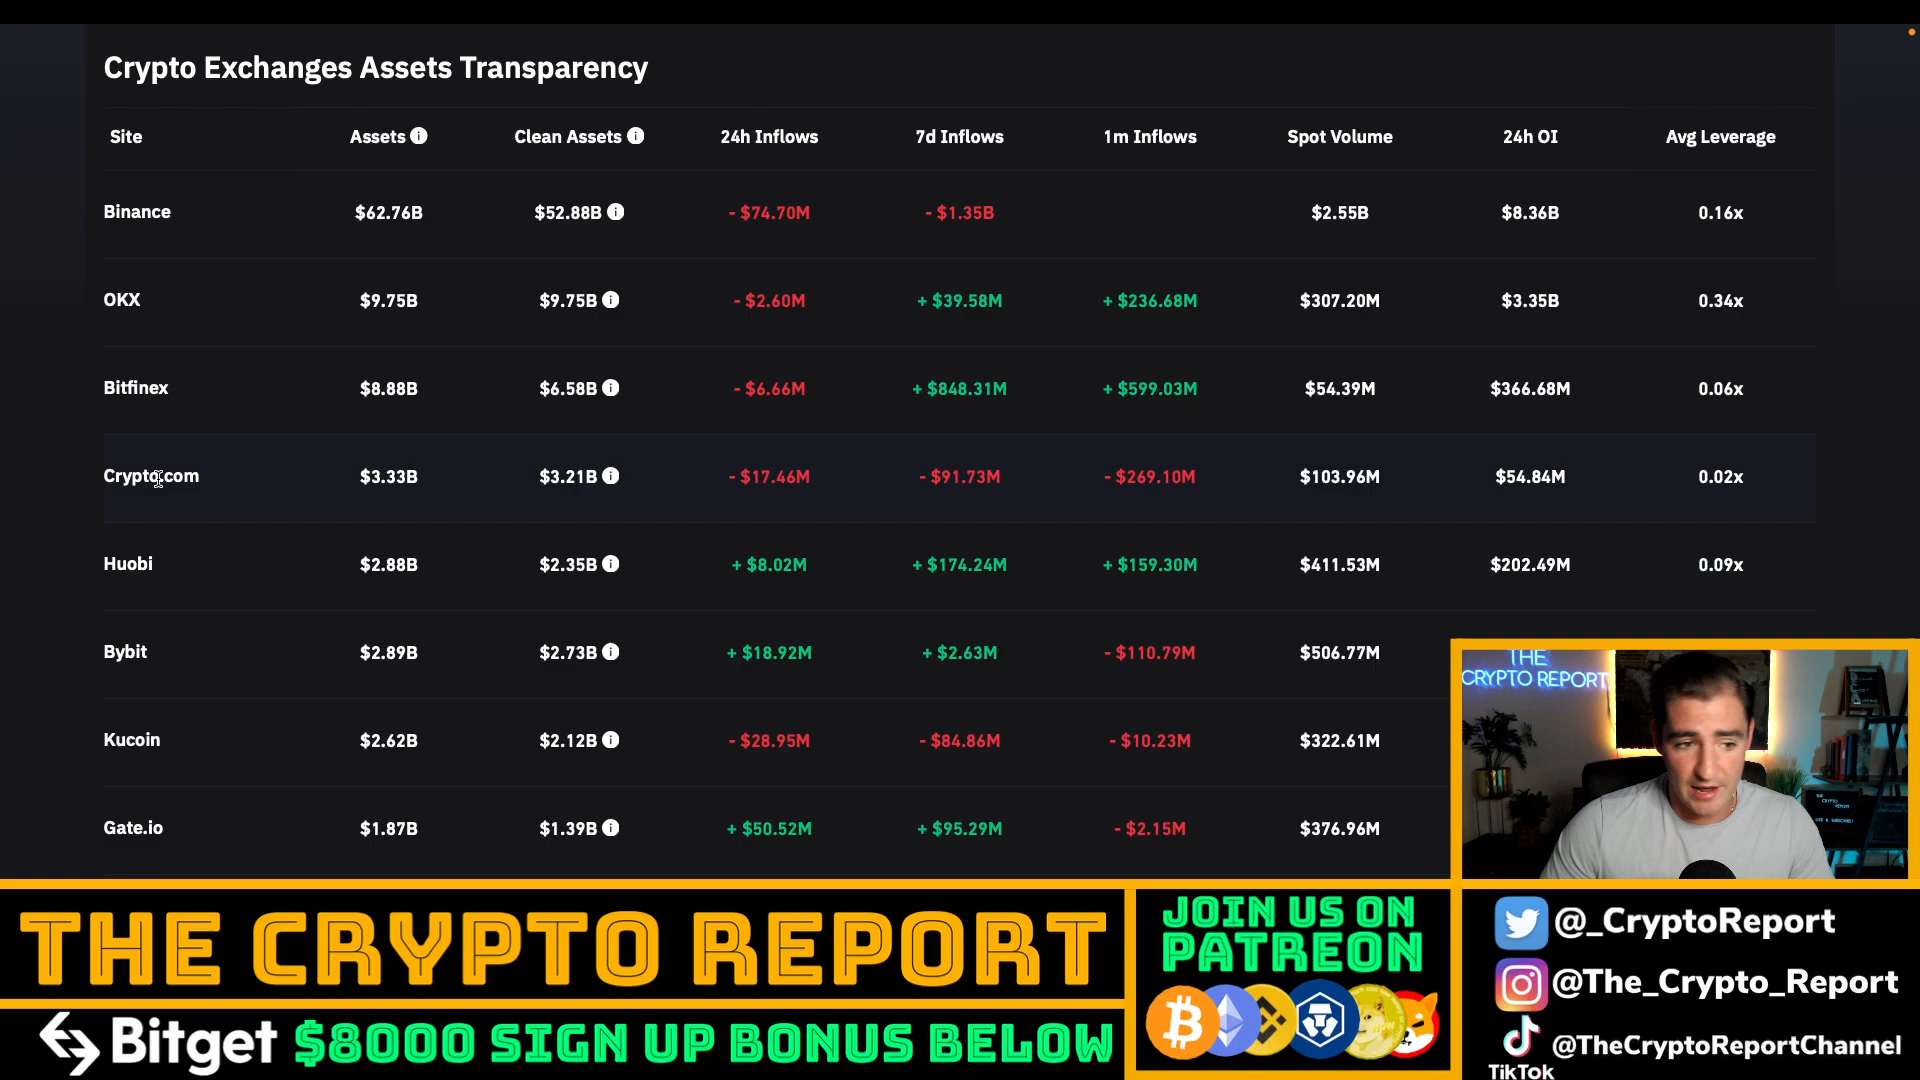 Crypto Exchanges Assets Transparency
Site Assets Clean Assets 24h Inflows 7d Inflows 1m Inflows Spot Volume 24h OI Avg Leverage
Binance $62.76B $52.88B - $74.70M - $1.35B $2.55B $8.36B 0.16x
OKX $9.75B $9.75B - $2.60M + $39.58M + $236.68M $307.20M $3.35B 0.34x
Bitfinex $8.88B $6.58B - $6.66M + $848.31M + $599.03M $54.39M $366.68M 0.06x
Crypto.com $3.33B $3.21B - $17.46M - $91.73M - $269.10M $103.96M $54.84M 0.02x
Huobi $2.88B $2.35B + $8.02M + $174.24M + $159.30M $411.53M $202.49M 0.09x
Bybit $2.89B $2.73B + $18.92M + $2.63M - $110.79M $506.77M
Kucoin $2.62B $2.12B - $28.95M - $84.86M - $10.23M $322.61M
Gate.io $1.87B $1.39B + $50.52M + $95.29M - $2.15M $376.96M
THE
CRYPTO REPORT
THE CRYPTO REPORT
Bitget $8000 SIGN UP BONUS BELOW
JOIN US ON
PATREON
@_CryptoReport
@The_Crypto_Report
@TheCryptoReportChannel
TikTok